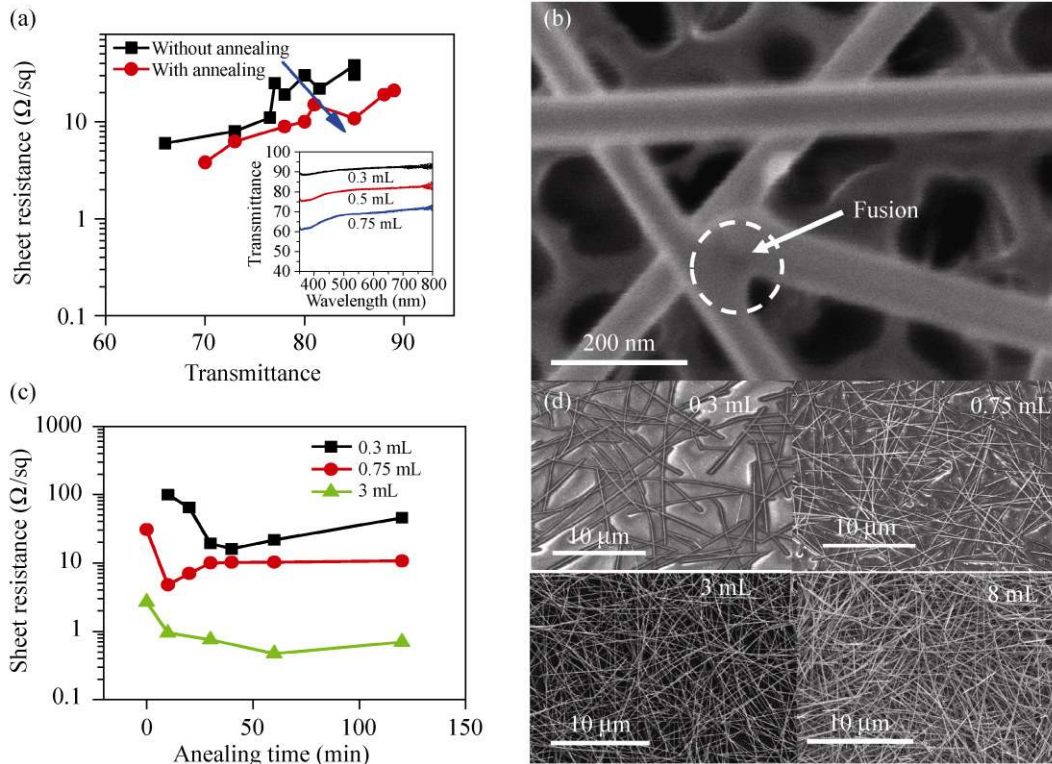 (a)
Sheet resistance (Ω/sq)
10
1
0.1
Without annealing
With annealing
Transmittance
100
90
80
70
60
50
40
0.3 mL
0.5 mL
0.75 mL
400 500 600 700 800
Wavelength (nm)
60 70 80 90
Transmittance
(b)
Fusion
200 nm
(c)
Sheet resistance (Ω/sq)
1000
100
10
1
0.1
0.3 mL
0.75 mL
3 mL
0 50 100 150
Anealing time (min)
(d)
0.3 mL
10 μm
0.75 mL
10 μm
3 mL
10 μm
8 mL
10 μm